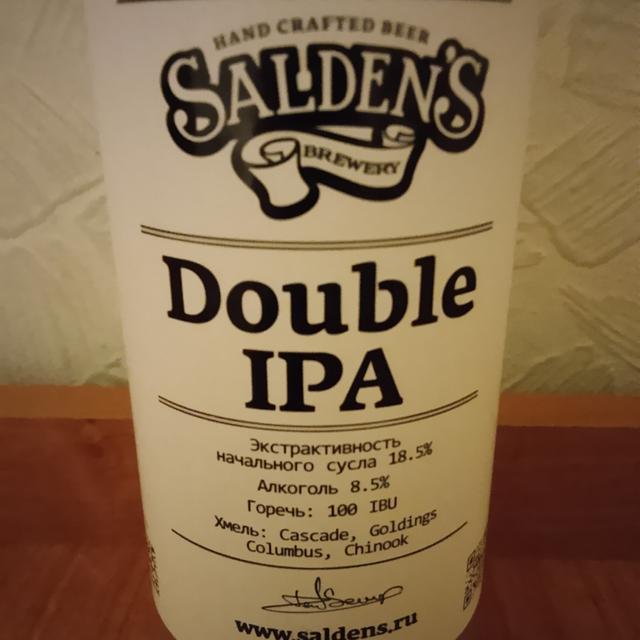 HAND CRAFTED BEER
SALDEN'S
BREWERY
Double
IPA
Экстрактивность
начального сусла 18.5%
Алкоголь 8.5%
Горечь: 100 IBU
Хмель: Cascade, Goldings
Columbus, Chinook
www.saldens.ru